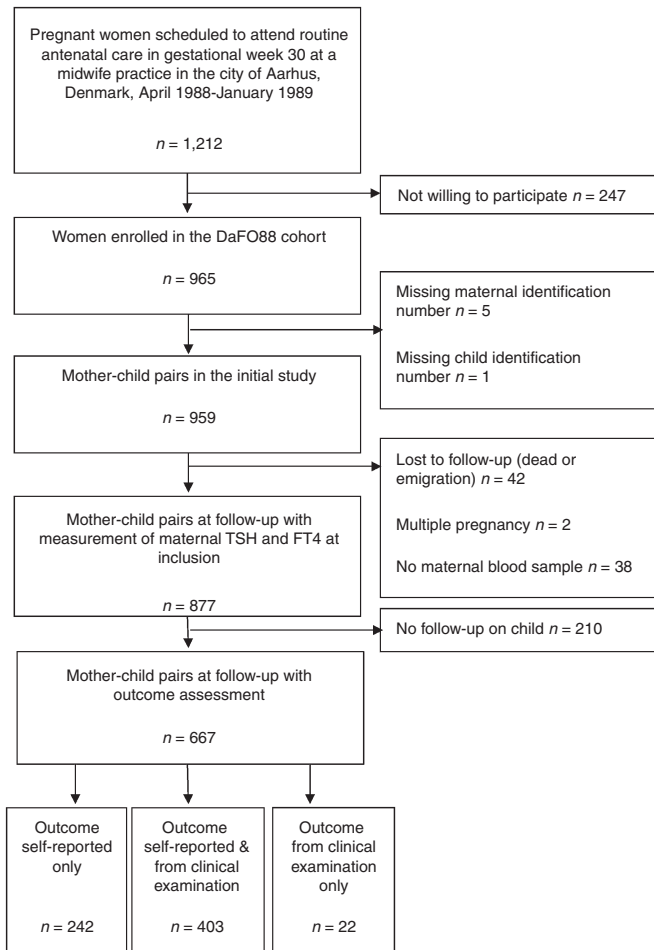 Pregnant women scheduled to attend routine
antenatal care in gestational week 30 at a
midwife practice in the city of Aarhus,
Denmark, April 1988-January 1989
n = 1,212
Not willing to participate n = 247
Women enrolled in the DaFO88 cohort
n = 965
Missing maternal identification
number n = 5
Missing child identification
number n = 1
Mother-child pairs in the initial study
n = 959
Lost to follow-up (dead or
emigration) n = 42
Multiple pregnancy n = 2
No maternal blood sample n = 38
Mother-child pairs at follow-up with
measurement of maternal TSH and FT4 at
inclusion
n = 877
No follow-up on child n = 210
Mother-child pairs at follow-up with
outcome assessment
n = 667
Outcome
self-reported
only
n = 242
Outcome
self-reported &
from clinical
examination
n = 403
Outcome
from clinical
examination
only
n = 22